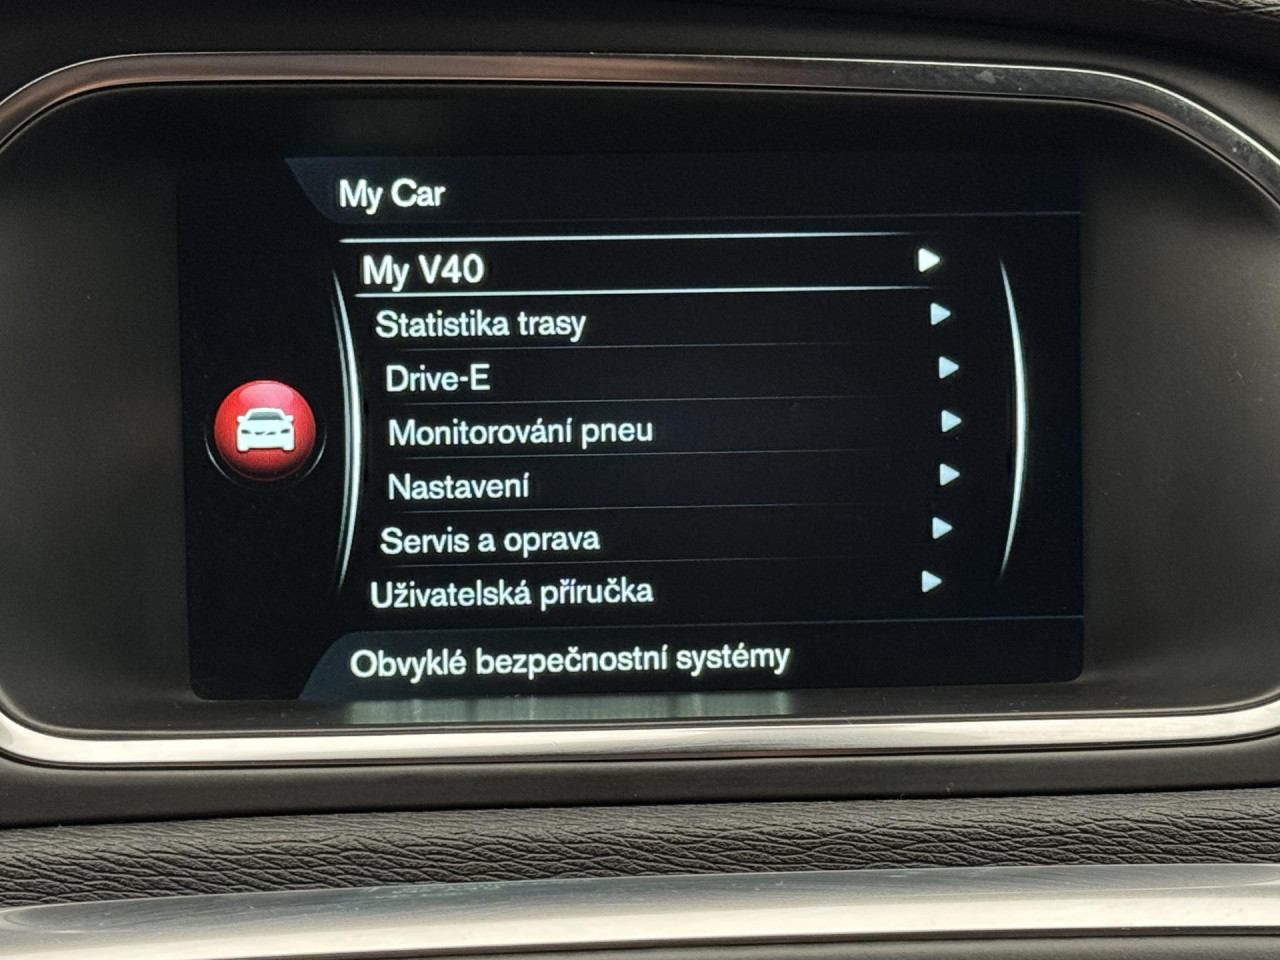 My Car
My V40
Statistika trasy
Drive-E
Monitorování pneu
Nastavení
Servis a oprava
Uživatelská příručka
Obvyklé bezpečnostní systémy